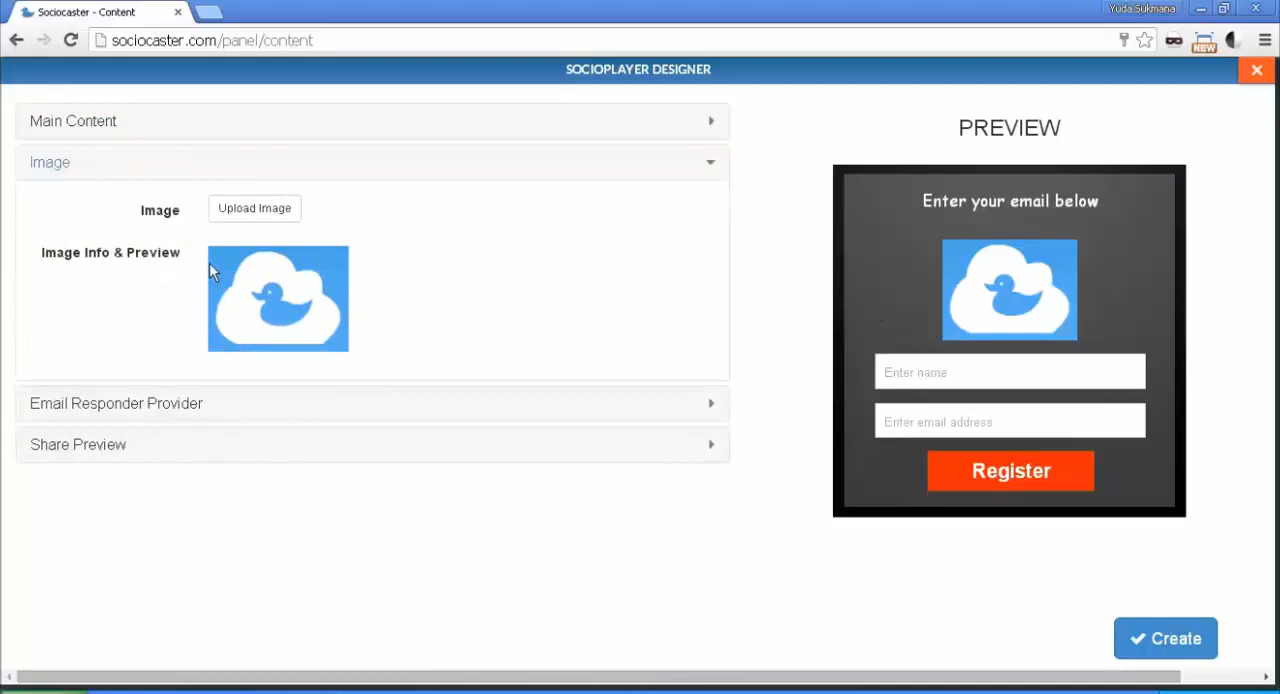 Sociocaster - Content
Yuda Sukmana
sociocaster.com/panel/content
NEW
SOCIOPLAYER DESIGNER
Main Content
Image
Image
Upload Image
Image Info & Preview
Email Responder Provider
Share Preview
PREVIEW
Enter your email below
Enter name
Enter email address
Register
Create